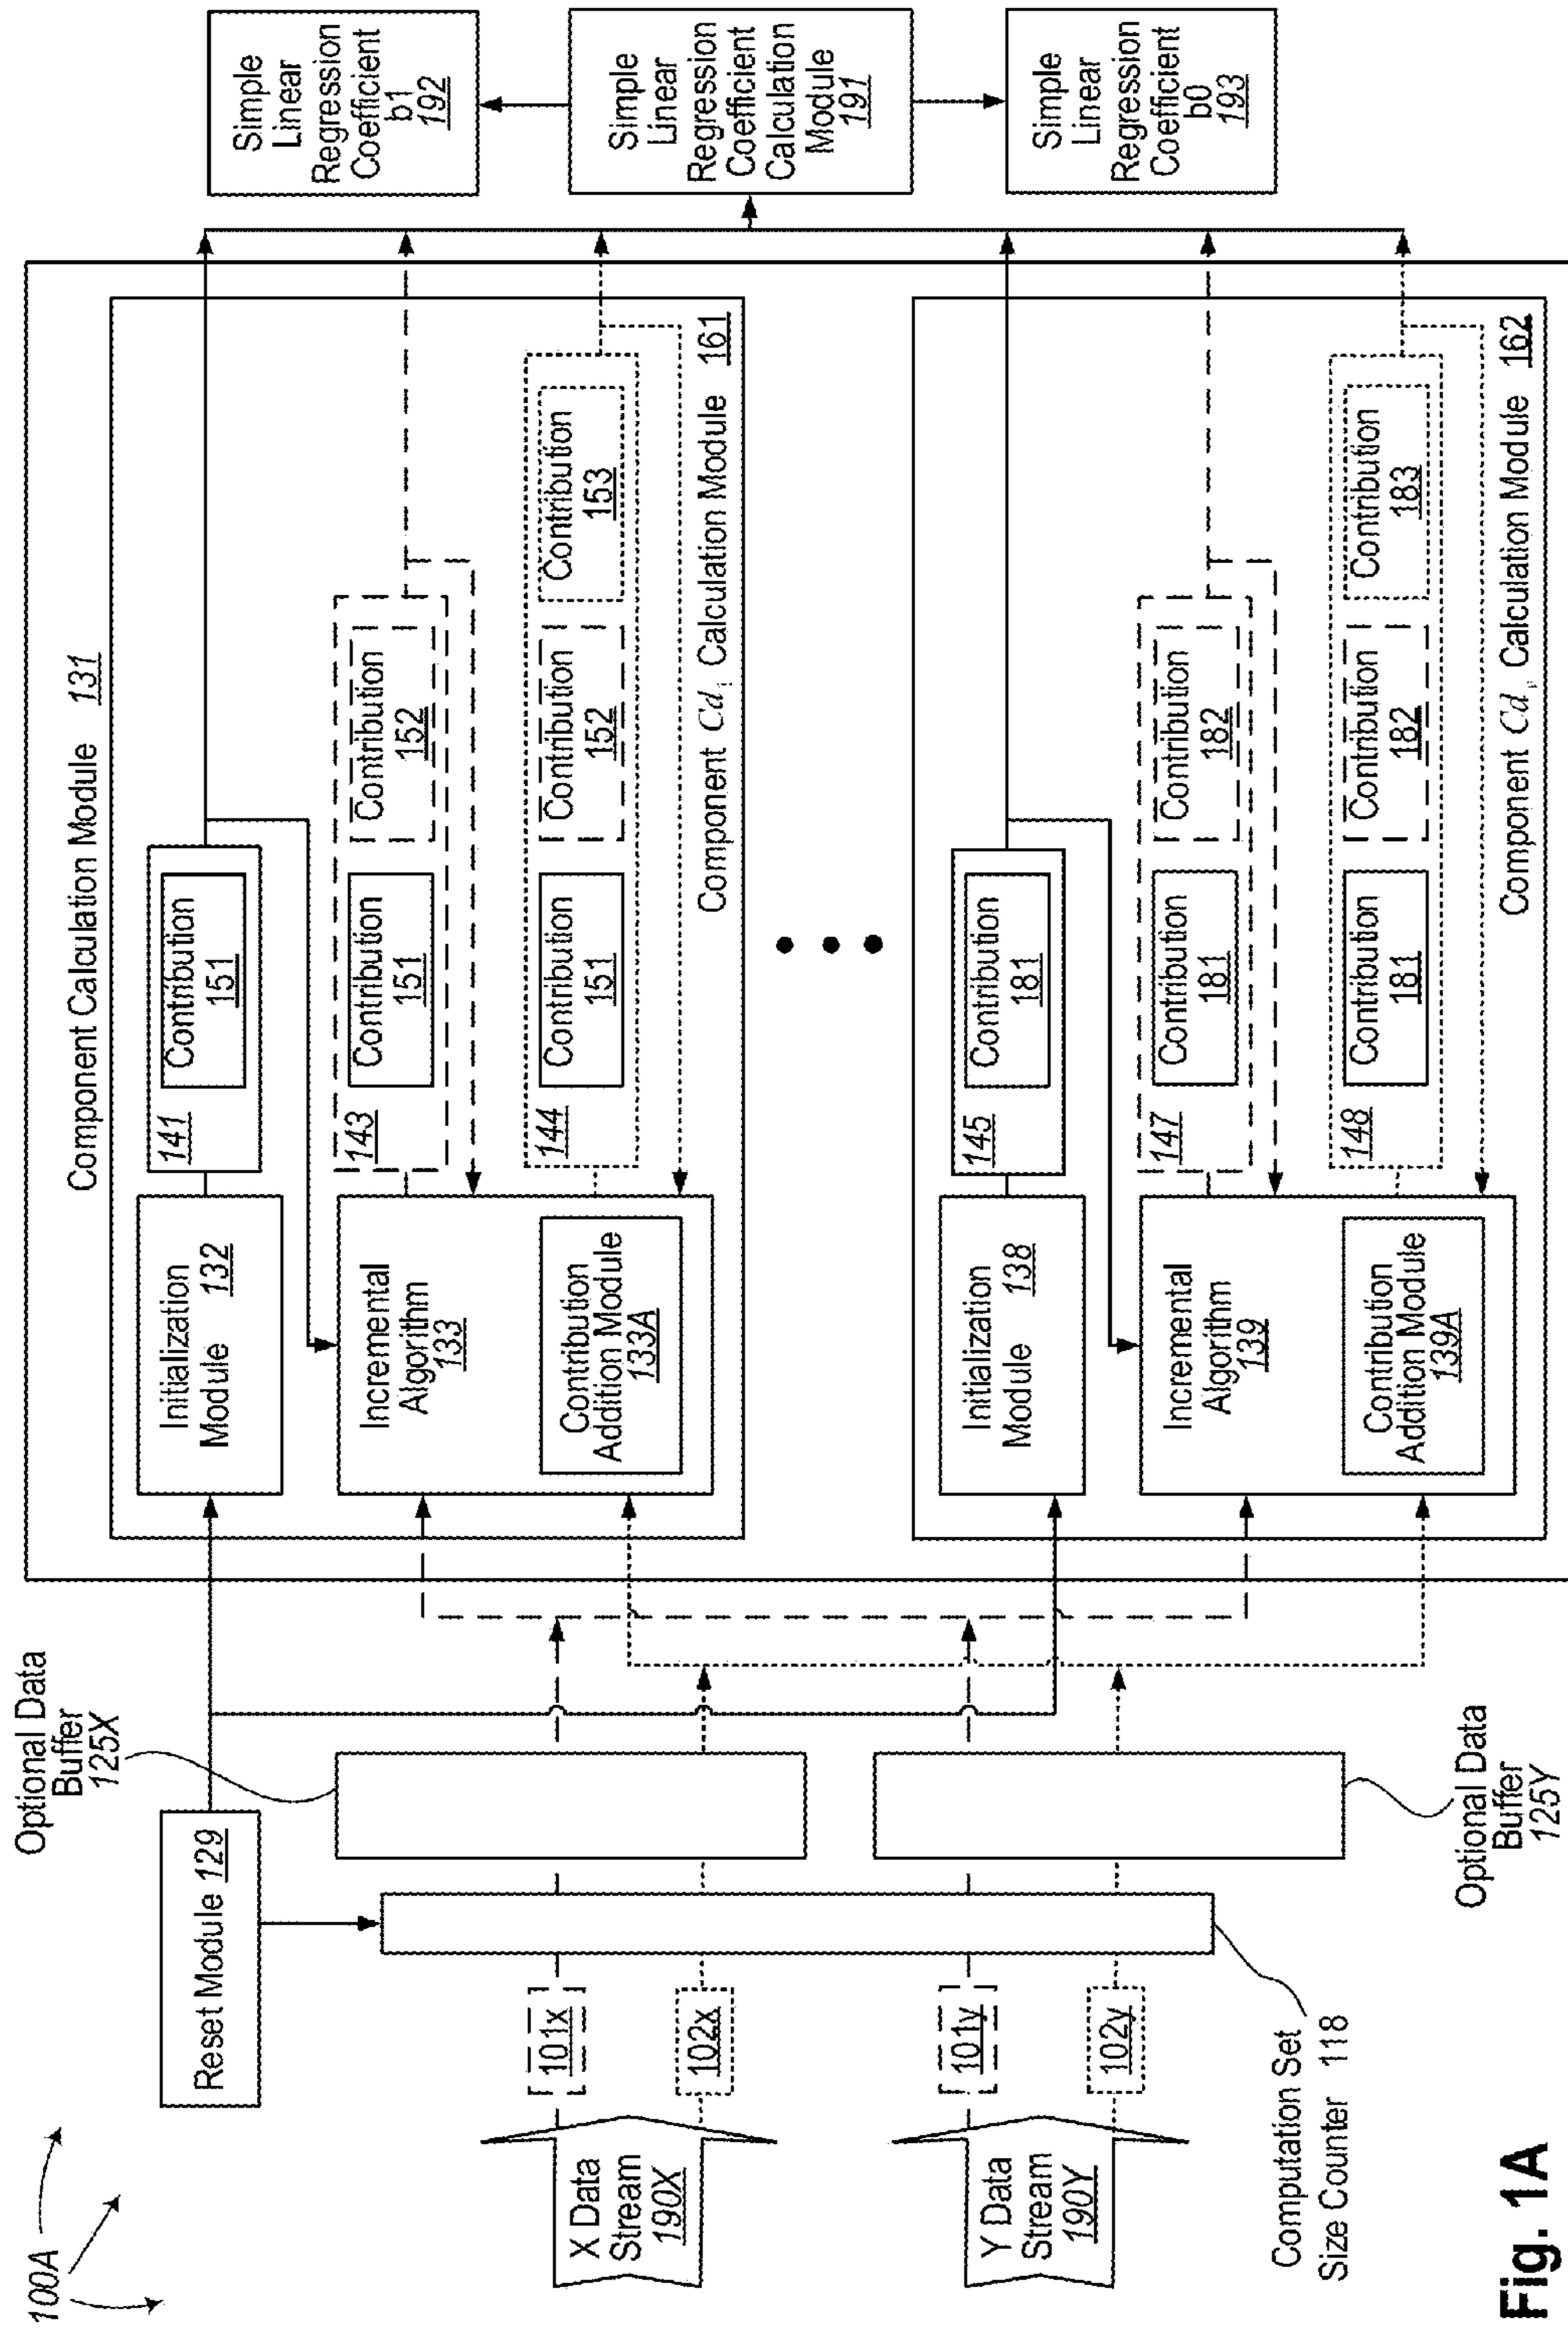 100A
Reset Module 129
Optional Data
Buffer
125X
X Data
Stream
190X
101x
102x
Y Data
Stream
190Y
101y
102y
Computation Set
Size Counter 118
Optional Data
Buffer
125Y
Component Calculation Module 131
Initialization
Module 132
141
Contribution
151
Incremental
Algorithm
133
Contribution
Addition Module
133A
143
Contribution
151
Contribution
152
144
Contribution
151
Contribution
152
Contribution
153
Component Cd1 Calculation Module 161
Initialization
Module 138
145
Contribution
181
Incremental
Algorithm
139
Contribution
Addition Module
139A
147
Contribution
181
Contribution
182
148
Contribution
181
Contribution
182
Contribution
183
Component Cdp Calculation Module 162
Simple
Linear
Regression
Coefficient
b1
192
Simple
Linear
Regression
Coefficient
Calculation
Module
191
Simple
Linear
Regression
Coefficient
b0
193
Fig. 1A